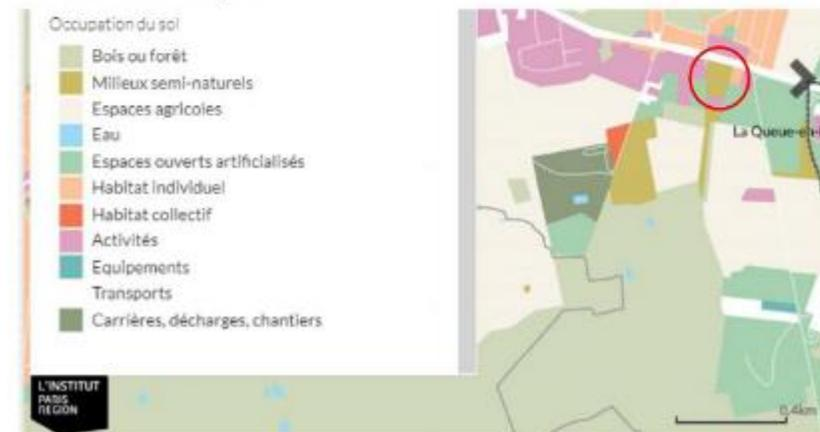 Occupation du sol
Bois ou forêt
Milieux semi-naturels
Espaces agricoles
Eau
Espaces ouverts artificialisés
Habitat individuel
Habitat collectif
Activités
Equipements
Transports
Carrières, décharges, chantiers
La Queue-en-
L'INSTITUT
PARIS
REGION
0,4km